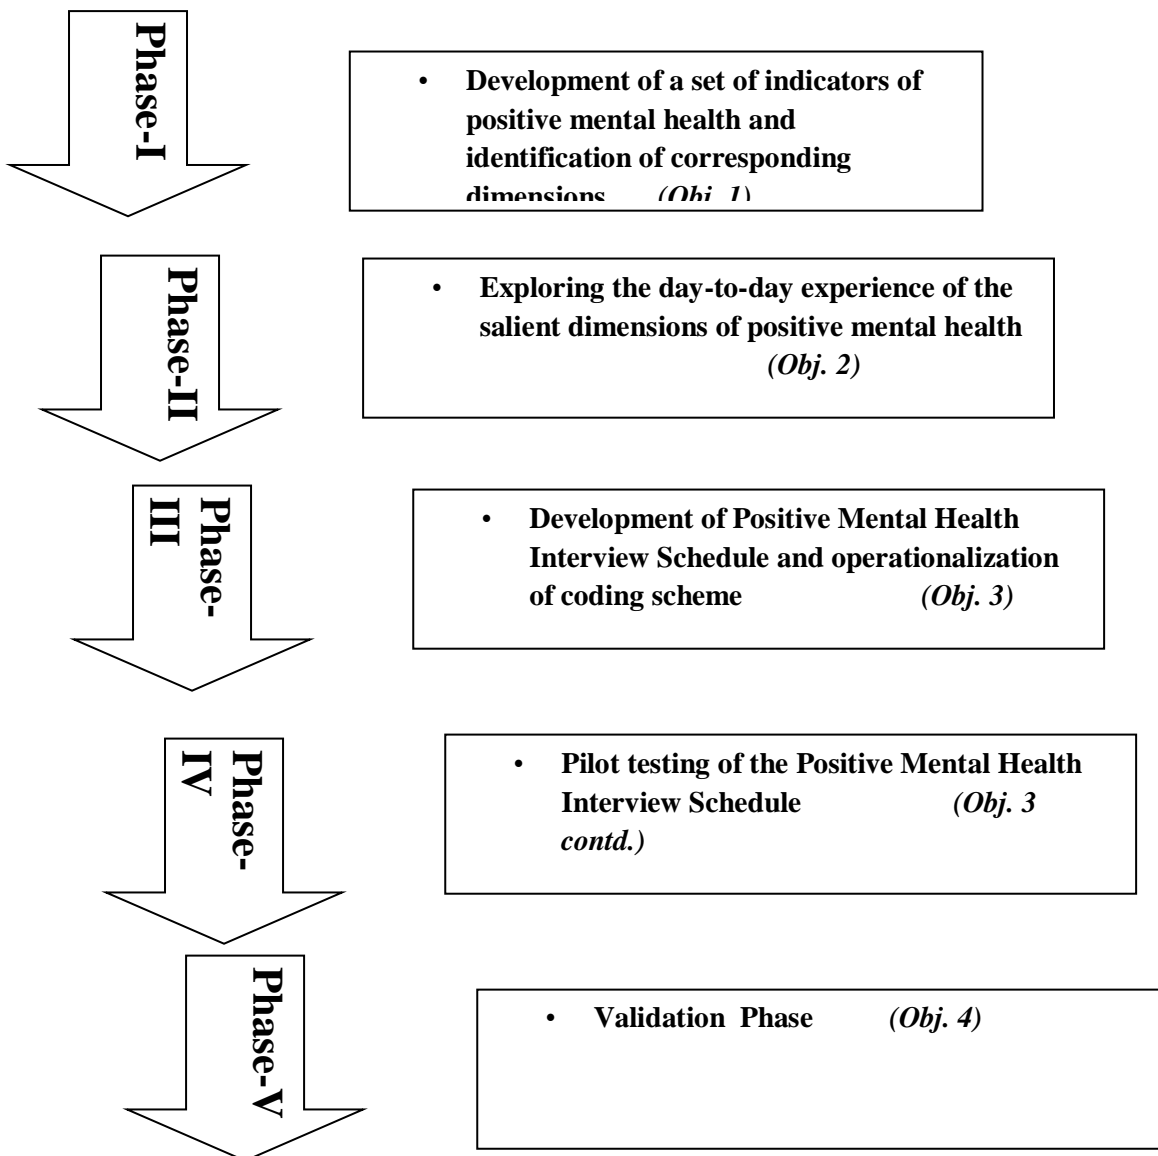 Phase-I
• Development of a set of indicators of
positive mental health and
identification of corresponding
dimensions (Obj. 1)
Phase-II
• Exploring the day-to-day experience of the
salient dimensions of positive mental health
(Obj. 2)
Phase-
III
• Development of Positive Mental Health
Interview Schedule and operationalization
of coding scheme (Obj. 3)
Phase-
IV
• Pilot testing of the Positive Mental Health
Interview Schedule (Obj. 3
contd.)
Phase-V
• Validation Phase (Obj. 4)